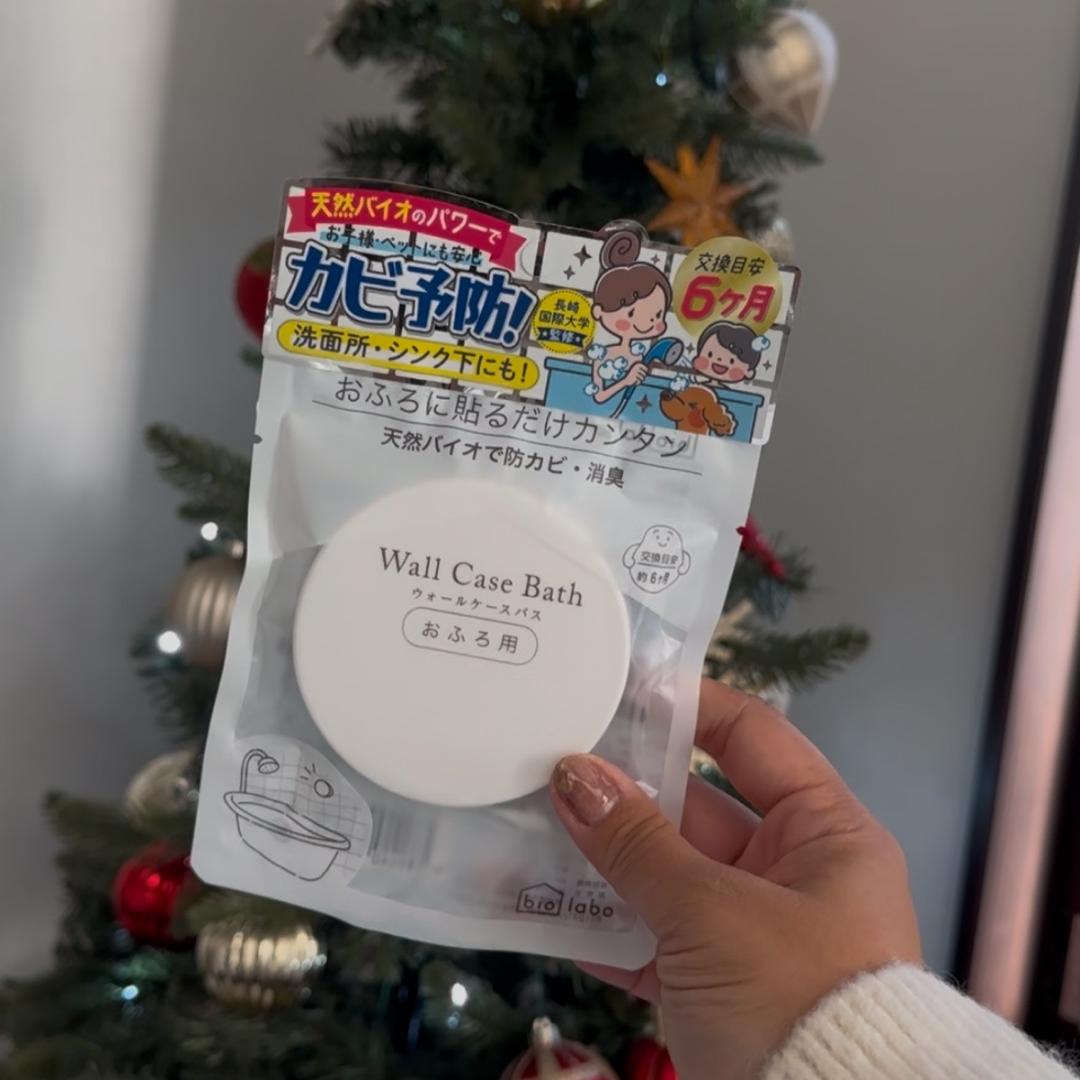 天然バイオのパワーで
お子様・ペットにも安心
カビ予防!
洗面所・シンク下にも!
長崎
国際大学
監修
交換目安
6ヶ月
おふろに貼るだけカンタン
天然バイオで防カビ・消臭
交換目安
約6ヶ月
Wall Case Bath
ウォールケースバス
おふろ用
bio labo